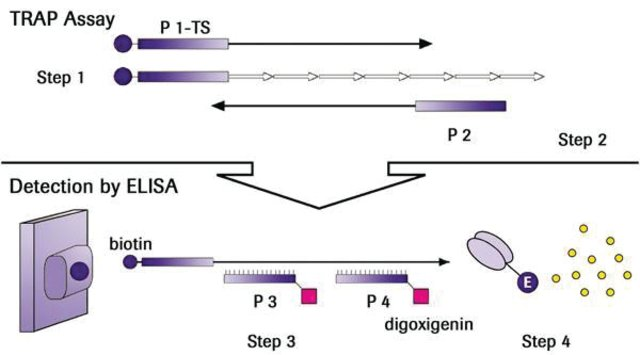 TRAP Assay
P 1-TS
Step 1
P 2
Step 2
Detection by ELISA
biotin
E
P 3
P 4
digoxigenin
Step 3
Step 4